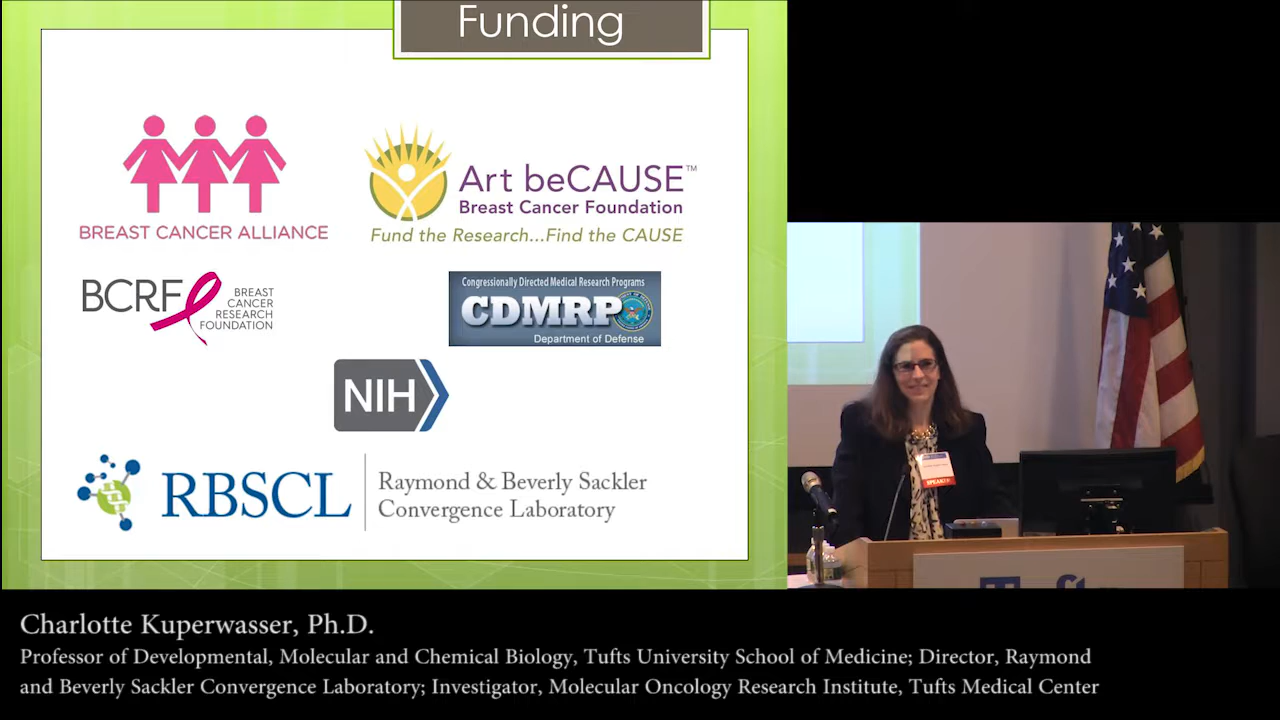 Funding
BREAST CANCER ALLIANCE
Art beCAUSE™
Breast Cancer Foundation
Fund the Research...Find the CAUSE
BCRF
BREAST
CANCER
RESEARCH
FOUNDATION
Congressionally Directed Medical Research Programs
CDMRP
Department of Defense
NIH
RBSCL
Raymond & Beverly Sackler
Convergence Laboratory
SPEAKER
Charlotte Kuperwasser, Ph.D.
Professor of Developmental, Molecular and Chemical Biology, Tufts University School of Medicine; Director, Raymond
and Beverly Sackler Convergence Laboratory; Investigator, Molecular Oncology Research Institute, Tufts Medical Center